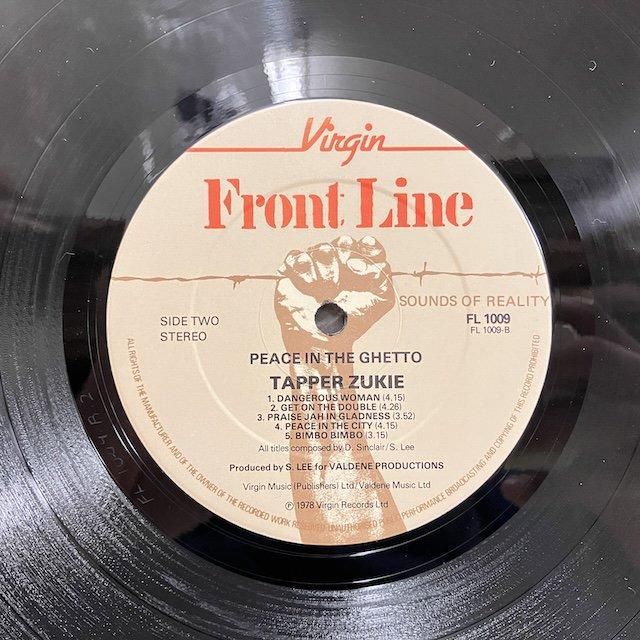 Virgin
Front Line
SOUNDS OF REALITY
SIDE TWO
STEREO
FL 1009
FL 1009-B
PEACE IN THE GHETTO
TAPPER ZUKIE
1. DANGEROUS WOMAN (4.15)
2. GET ON THE DOUBLE (4.26)
3. PRAISE JAH IN GLADNESS (3.52)
4. PEACE IN THE CITY (4.15)
5. BIMBO BIMBO (3.15)
All titles composed by D. Sinclair/S. Lee
Produced by S. LEE for VALDENE PRODUCTIONS
Virgin Music (Publishers) Ltd/Valdene Music Ltd
℗ 1978 Virgin Records Ltd
ALL RIGHTS OF THE MANUFACTURER AND OF THE OWNER OF THE RECORDED WORK RESERVED UNAUTHORISED PUBLIC PERFORMANCE BROADCASTING AND COPYING OF THIS RECORD PROHIBITED